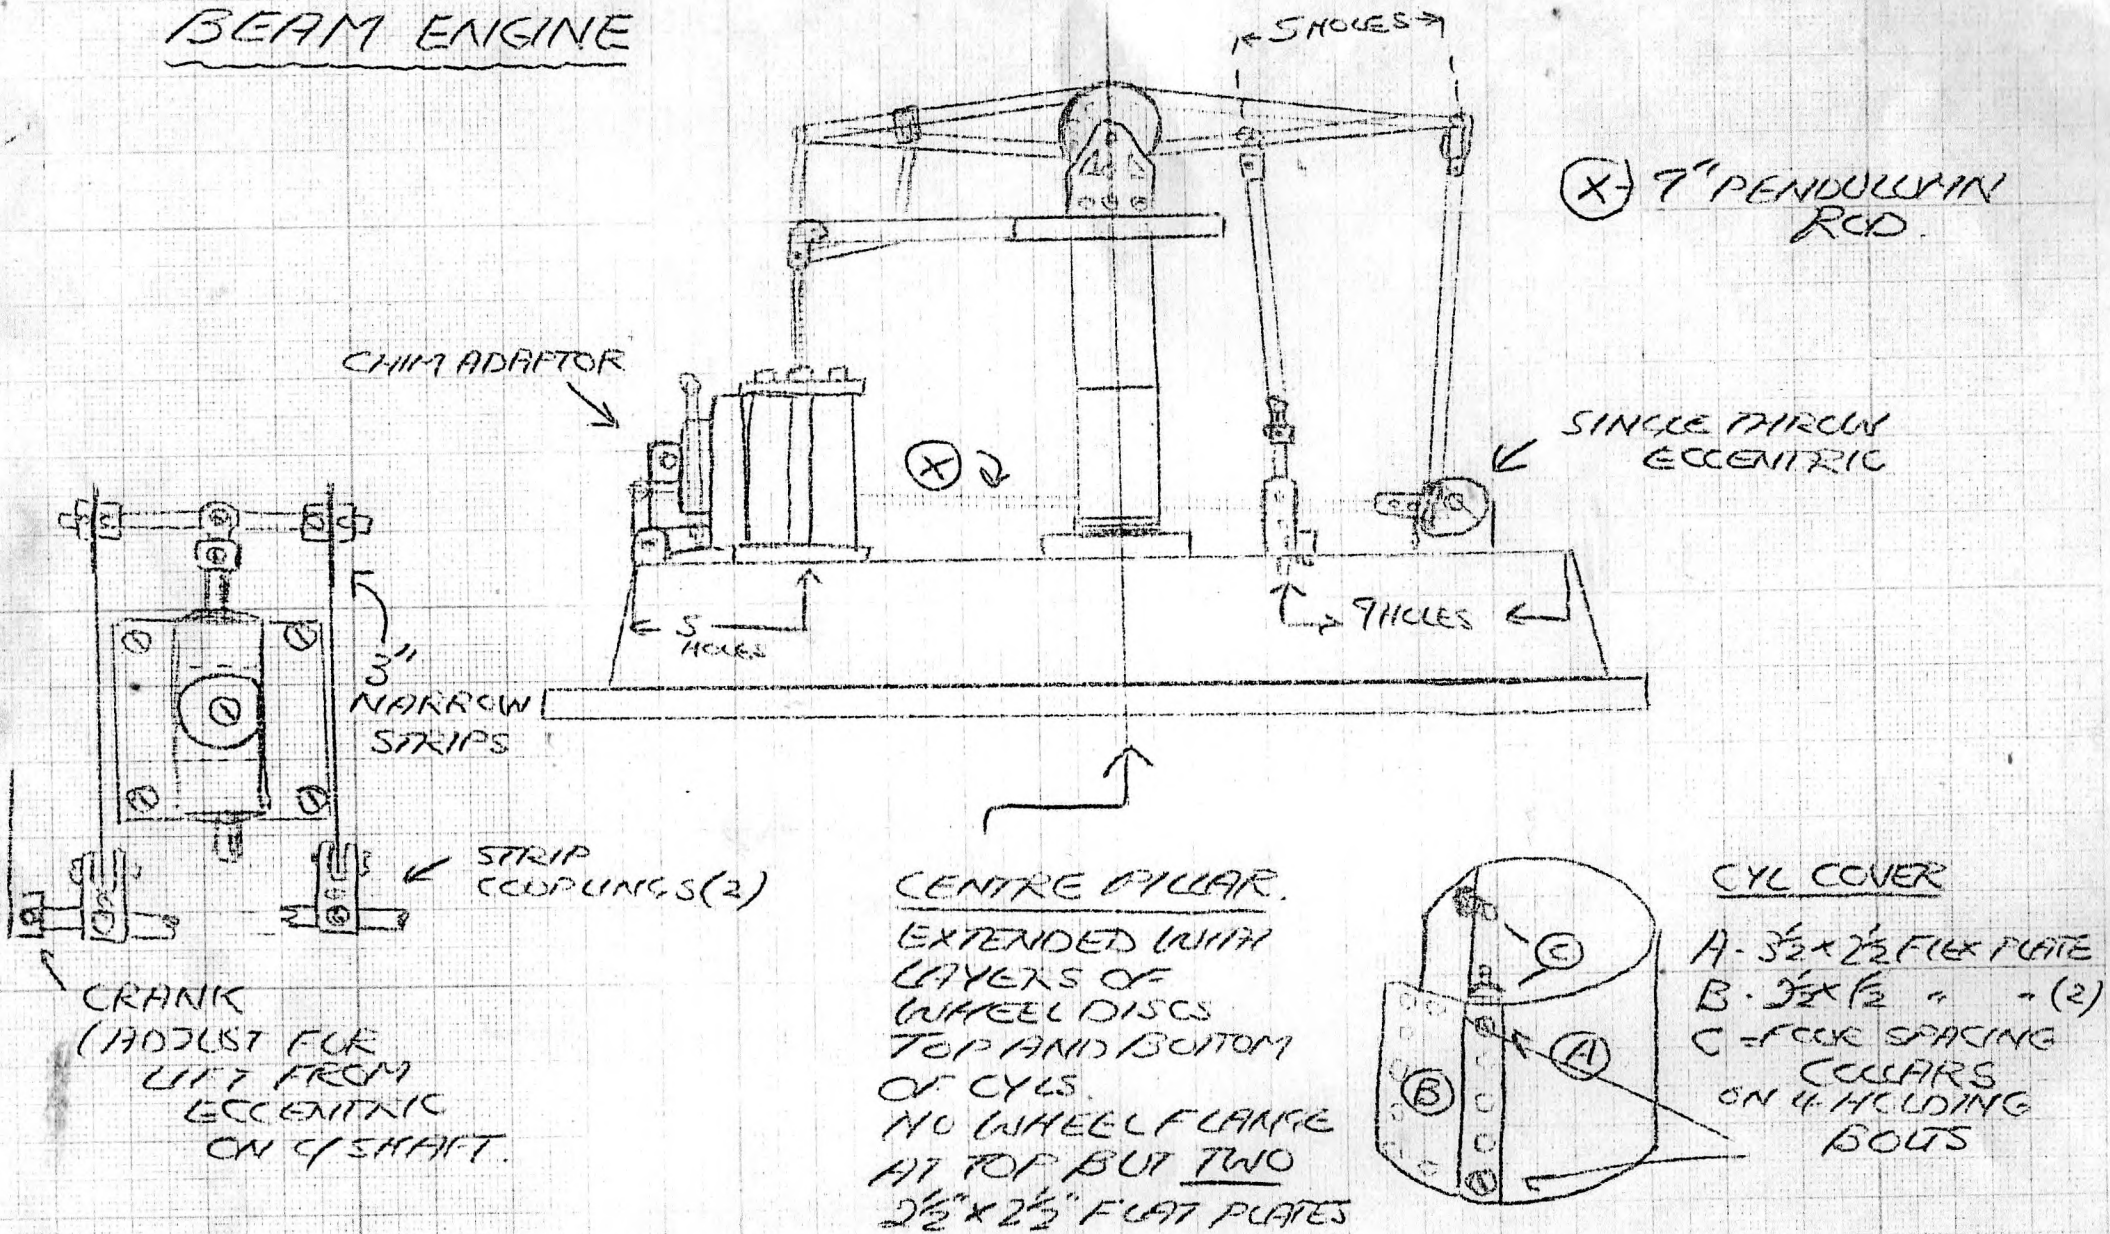 BEAM ENGINE
5 HOLES
X 7" PENDULUMN
ROD.
CHIM ADAPTOR
X
SINGLE THROW
ECCENTRIC
5
HOLES
9 HOLES
3"
NARROW
STRIPS
STRIP
COUPLINGS (2)
CRANK
(ADJUST FOR
LIFT FROM
ECCENTRIC
ON C/SHAFT.
CENTRE PILLAR.
EXTENDED WITH
LAYERS OF
WHEEL DISCS
TOP AND BOTTOM
OF CYLS.
NO WHEEL FLANGE
AT TOP BUT TWO
2½" X 2½" FLAT PLATES
C
A
B
CYL COVER
A - 3½ x 2½ FLEX PLATE
B - 2½ x 1½ " " (2)
C = FOUR SPACING
COLLARS
ON 4 HOLDING
BOLTS